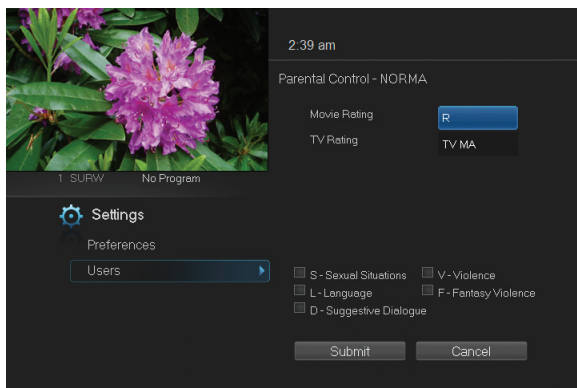 2:39 am
Parental Control - NORMA
Movie Rating
R
TV Rating
TV MA
1 SURW No Program
Settings
Preferences
Users
S - Sexual Situations
V - Violence
L - Language
F - Fantasy Violence
D - Suggestive Dialogue
Submit
Cancel